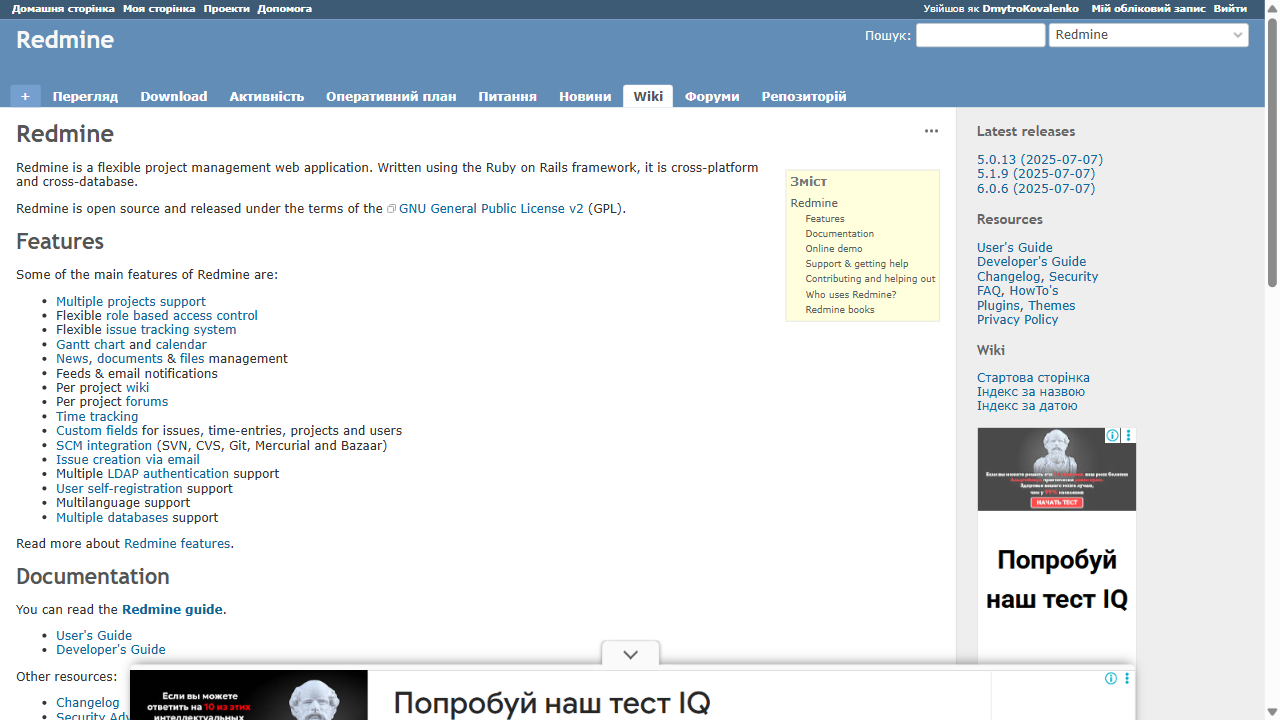 Домашня сторінка Моя сторінка Проекти Допомога
Увійшов як DmytroKovalenko Мій обліковий запис Вийти
Redmine
Пошук: Redmine
+ Перегляд Download Активність Оперативний план Питання Новини Wiki Форуми Репозиторій
Redmine
Redmine is a flexible project management web application. Written using the Ruby on Rails framework, it is cross-platform
and cross-database.
Redmine is open source and released under the terms of the GNU General Public License v2 (GPL).
Зміст
Redmine
Features
Documentation
Online demo
Support & getting help
Contributing and helping out
Who uses Redmine?
Redmine books
Features
Some of the main features of Redmine are:
• Multiple projects support
• Flexible role based access control
• Flexible issue tracking system
• Gantt chart and calendar
• News, documents & files management
• Feeds & email notifications
• Per project wiki
• Per project forums
• Time tracking
• Custom fields for issues, time-entries, projects and users
• SCM integration (SVN, CVS, Git, Mercurial and Bazaar)
• Issue creation via email
• Multiple LDAP authentication support
• User self-registration support
• Multilanguage support
• Multiple databases support
Read more about Redmine features.
Documentation
You can read the Redmine guide.
• User's Guide
• Developer's Guide
Other resources:
• Changelog
• Security Adv
Latest releases
5.0.13 (2025-07-07)
5.1.9 (2025-07-07)
6.0.6 (2025-07-07)
Resources
User's Guide
Developer's Guide
Changelog, Security
FAQ, HowTo's
Plugins, Themes
Privacy Policy
Wiki
Стартова сторінка
Індекс за назвою
Індекс за датою
НАЧАТЬ ТЕСТ
Попробуй
наш тест IQ
Если вы можете
ответить на 10 из этих
интеллектуальных
Попробуй наш тест IQ